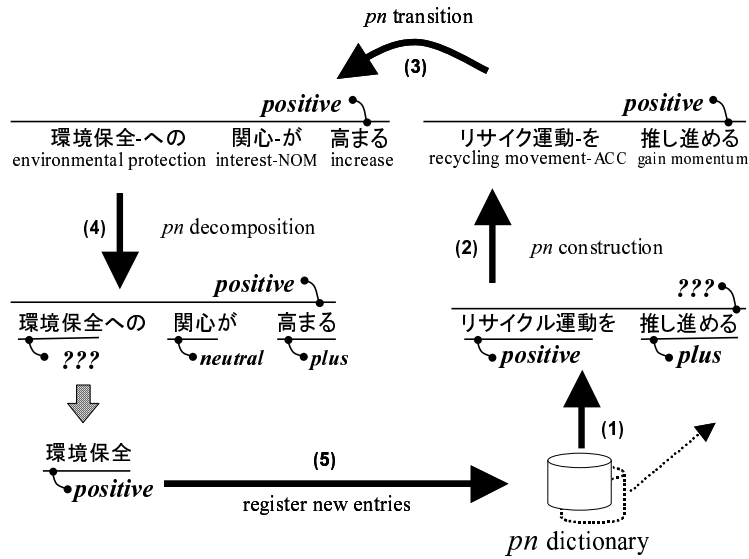 pn transition
(3)
positive
環境保全-への 関心-が 高まる
environmental protection interest-NOM increase
positive
リサイク運動-を 推し進める
recycling movement-ACC gain momentum
(4)
pn decomposition
(2)
pn construction
positive
環境保全への 関心が 高まる
??? neutral plus
???
リサイクル運動を 推し進める
positive plus
環境保全
positive
(5)
register new entries
(1)
pn dictionary